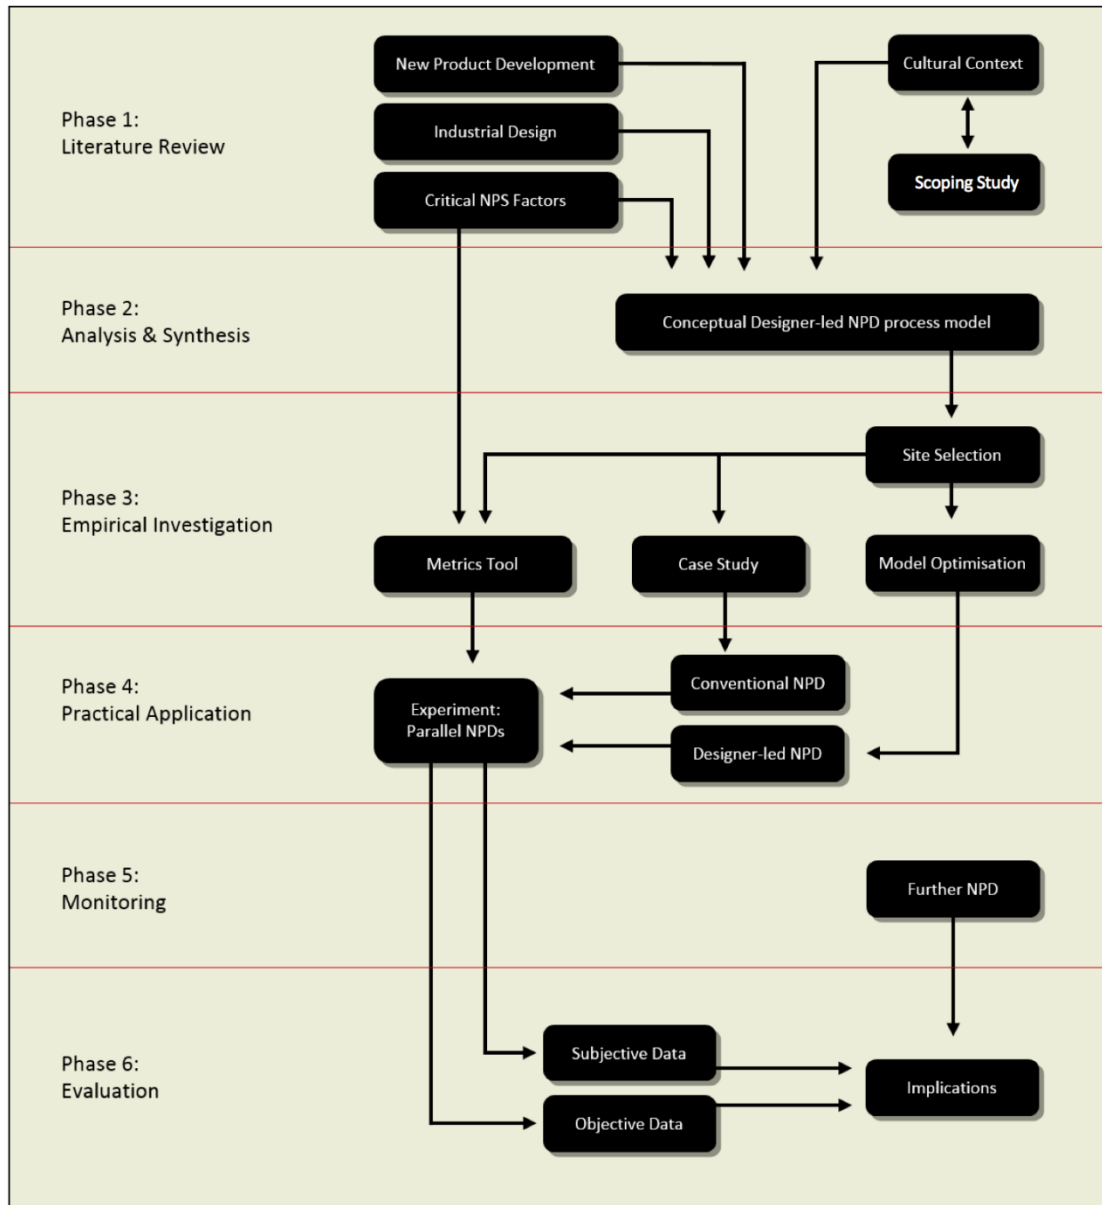 Phase 1:
Literature Review
New Product Development
Cultural Context
Industrial Design
Critical NPS Factors
Scoping Study
Phase 2:
Analysis & Synthesis
Conceptual Designer-led NPD process model
Phase 3:
Empirical Investigation
Site Selection
Metrics Tool
Case Study
Model Optimisation
Phase 4:
Practical Application
Experiment:
Parallel NPDs
Conventional NPD
Designer-led NPD
Phase 5:
Monitoring
Further NPD
Phase 6:
Evaluation
Subjective Data
Objective Data
Implications